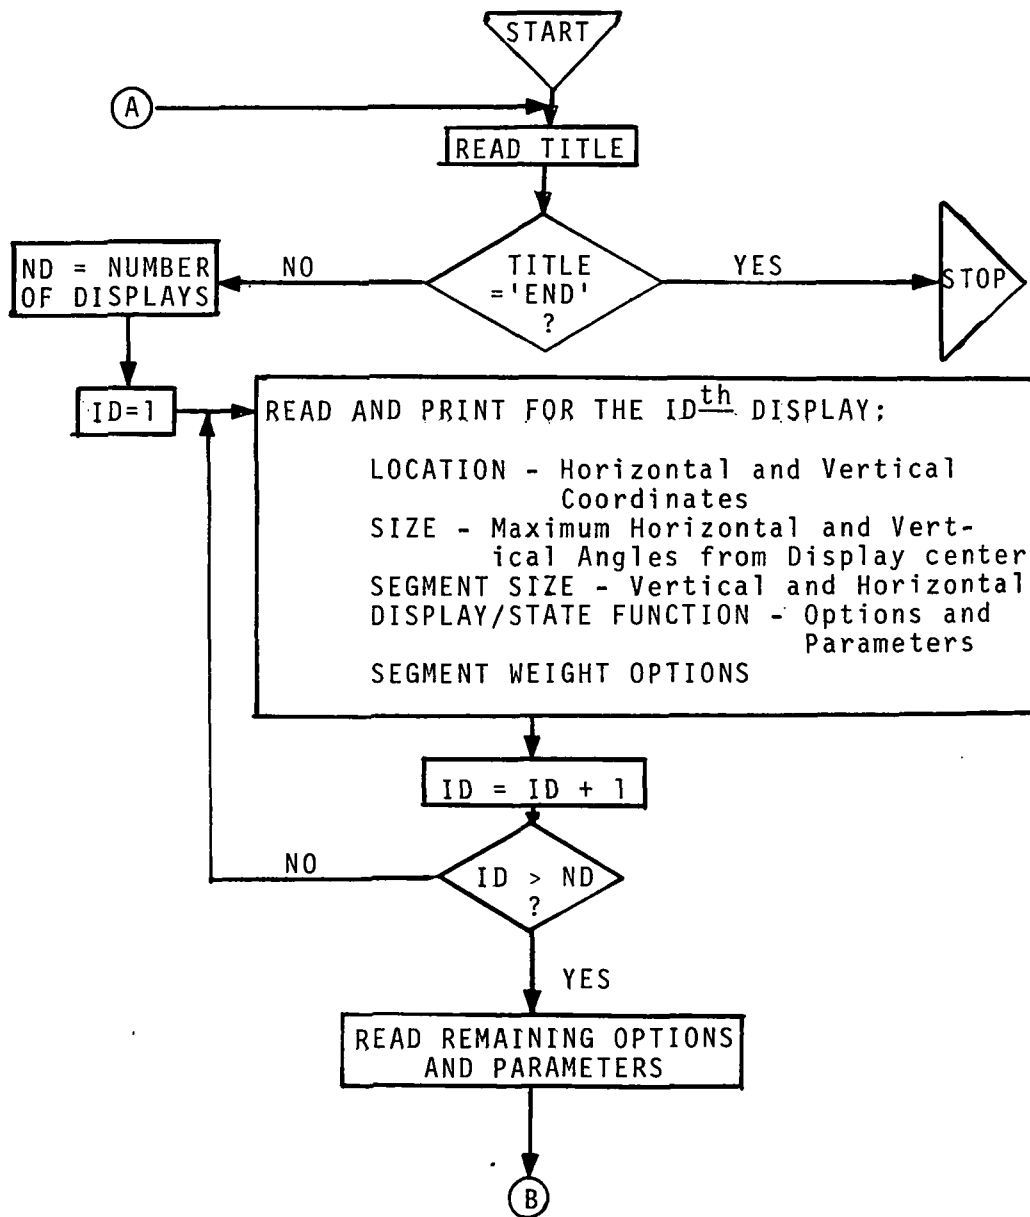 START
A
READ TITLE
ND = NUMBER
OF DISPLAYS
NO
TITLE
='END'
?
YES
STOP
ID=1
READ AND PRINT FOR THE IDth DISPLAY:
LOCATION - Horizontal and Vertical
Coordinates
SIZE - Maximum Horizontal and Vert-
ical Angles from Display center
SEGMENT SIZE - Vertical and Horizontal
DISPLAY/STATE FUNCTION - Options and
Parameters
SEGMENT WEIGHT OPTIONS
ID = ID + 1
NO
ID > ND
?
YES
READ REMAINING OPTIONS
AND PARAMETERS
B